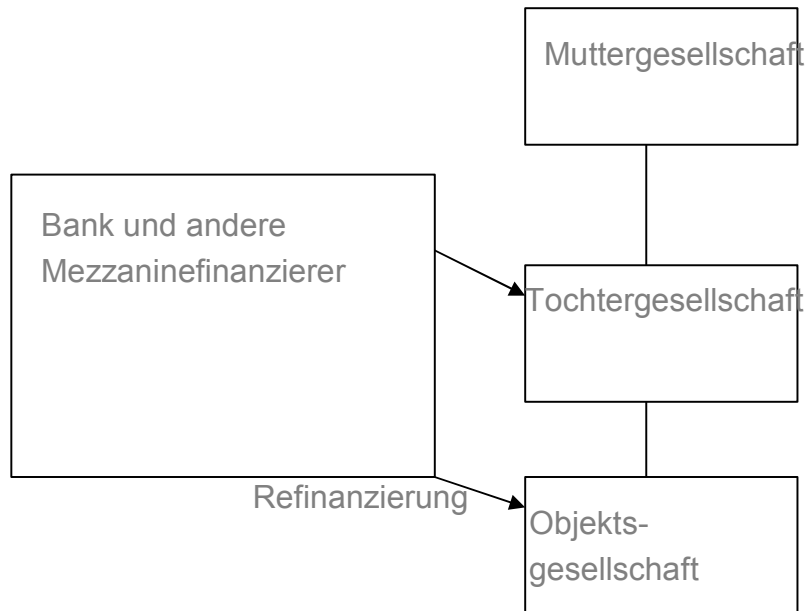 Muttergesellschaft
Bank und andere
Mezzaninefinanzierer
Tochtergesellschaft
Refinanzierung
Objekts-
gesellschaft